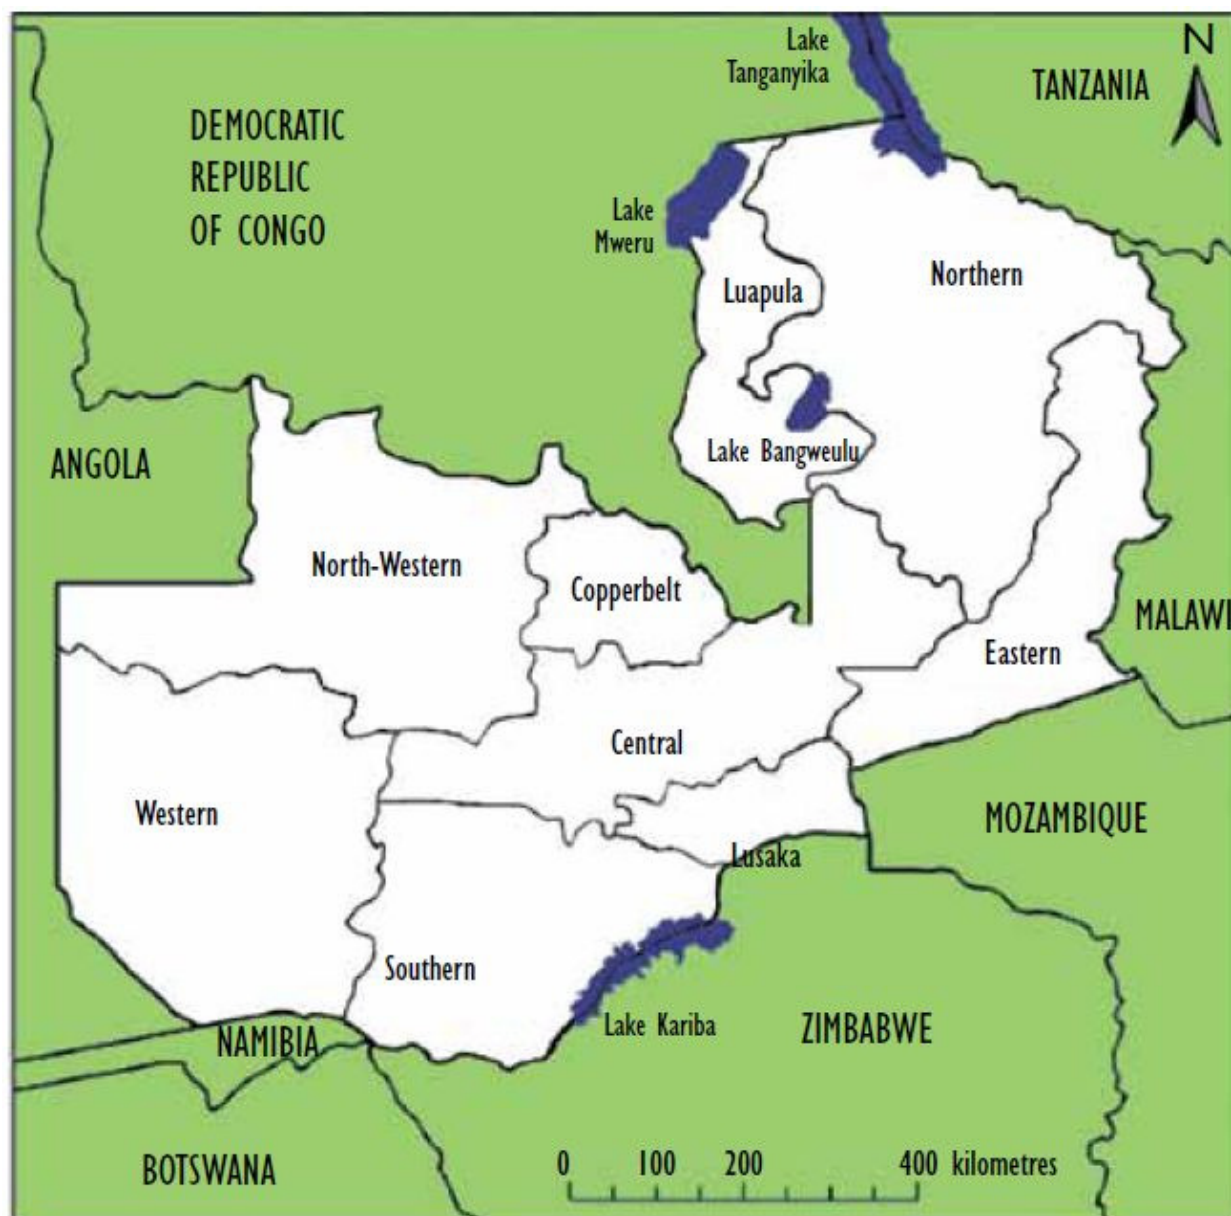 Lake
Tanganyika
N
TANZANIA
DEMOCRATIC
REPUBLIC
OF CONGO
Lake
Mweru
Luapula
Northern
ANGOLA
Lake Bangweulu
North-Western
Copperbelt
MALAWI
Eastern
Central
Western
MOZAMBIQUE
Lusaka
Southern
Lake Kariba
ZIMBABWE
NAMIBIA
BOTSWANA
0 100 200 400 kilometres